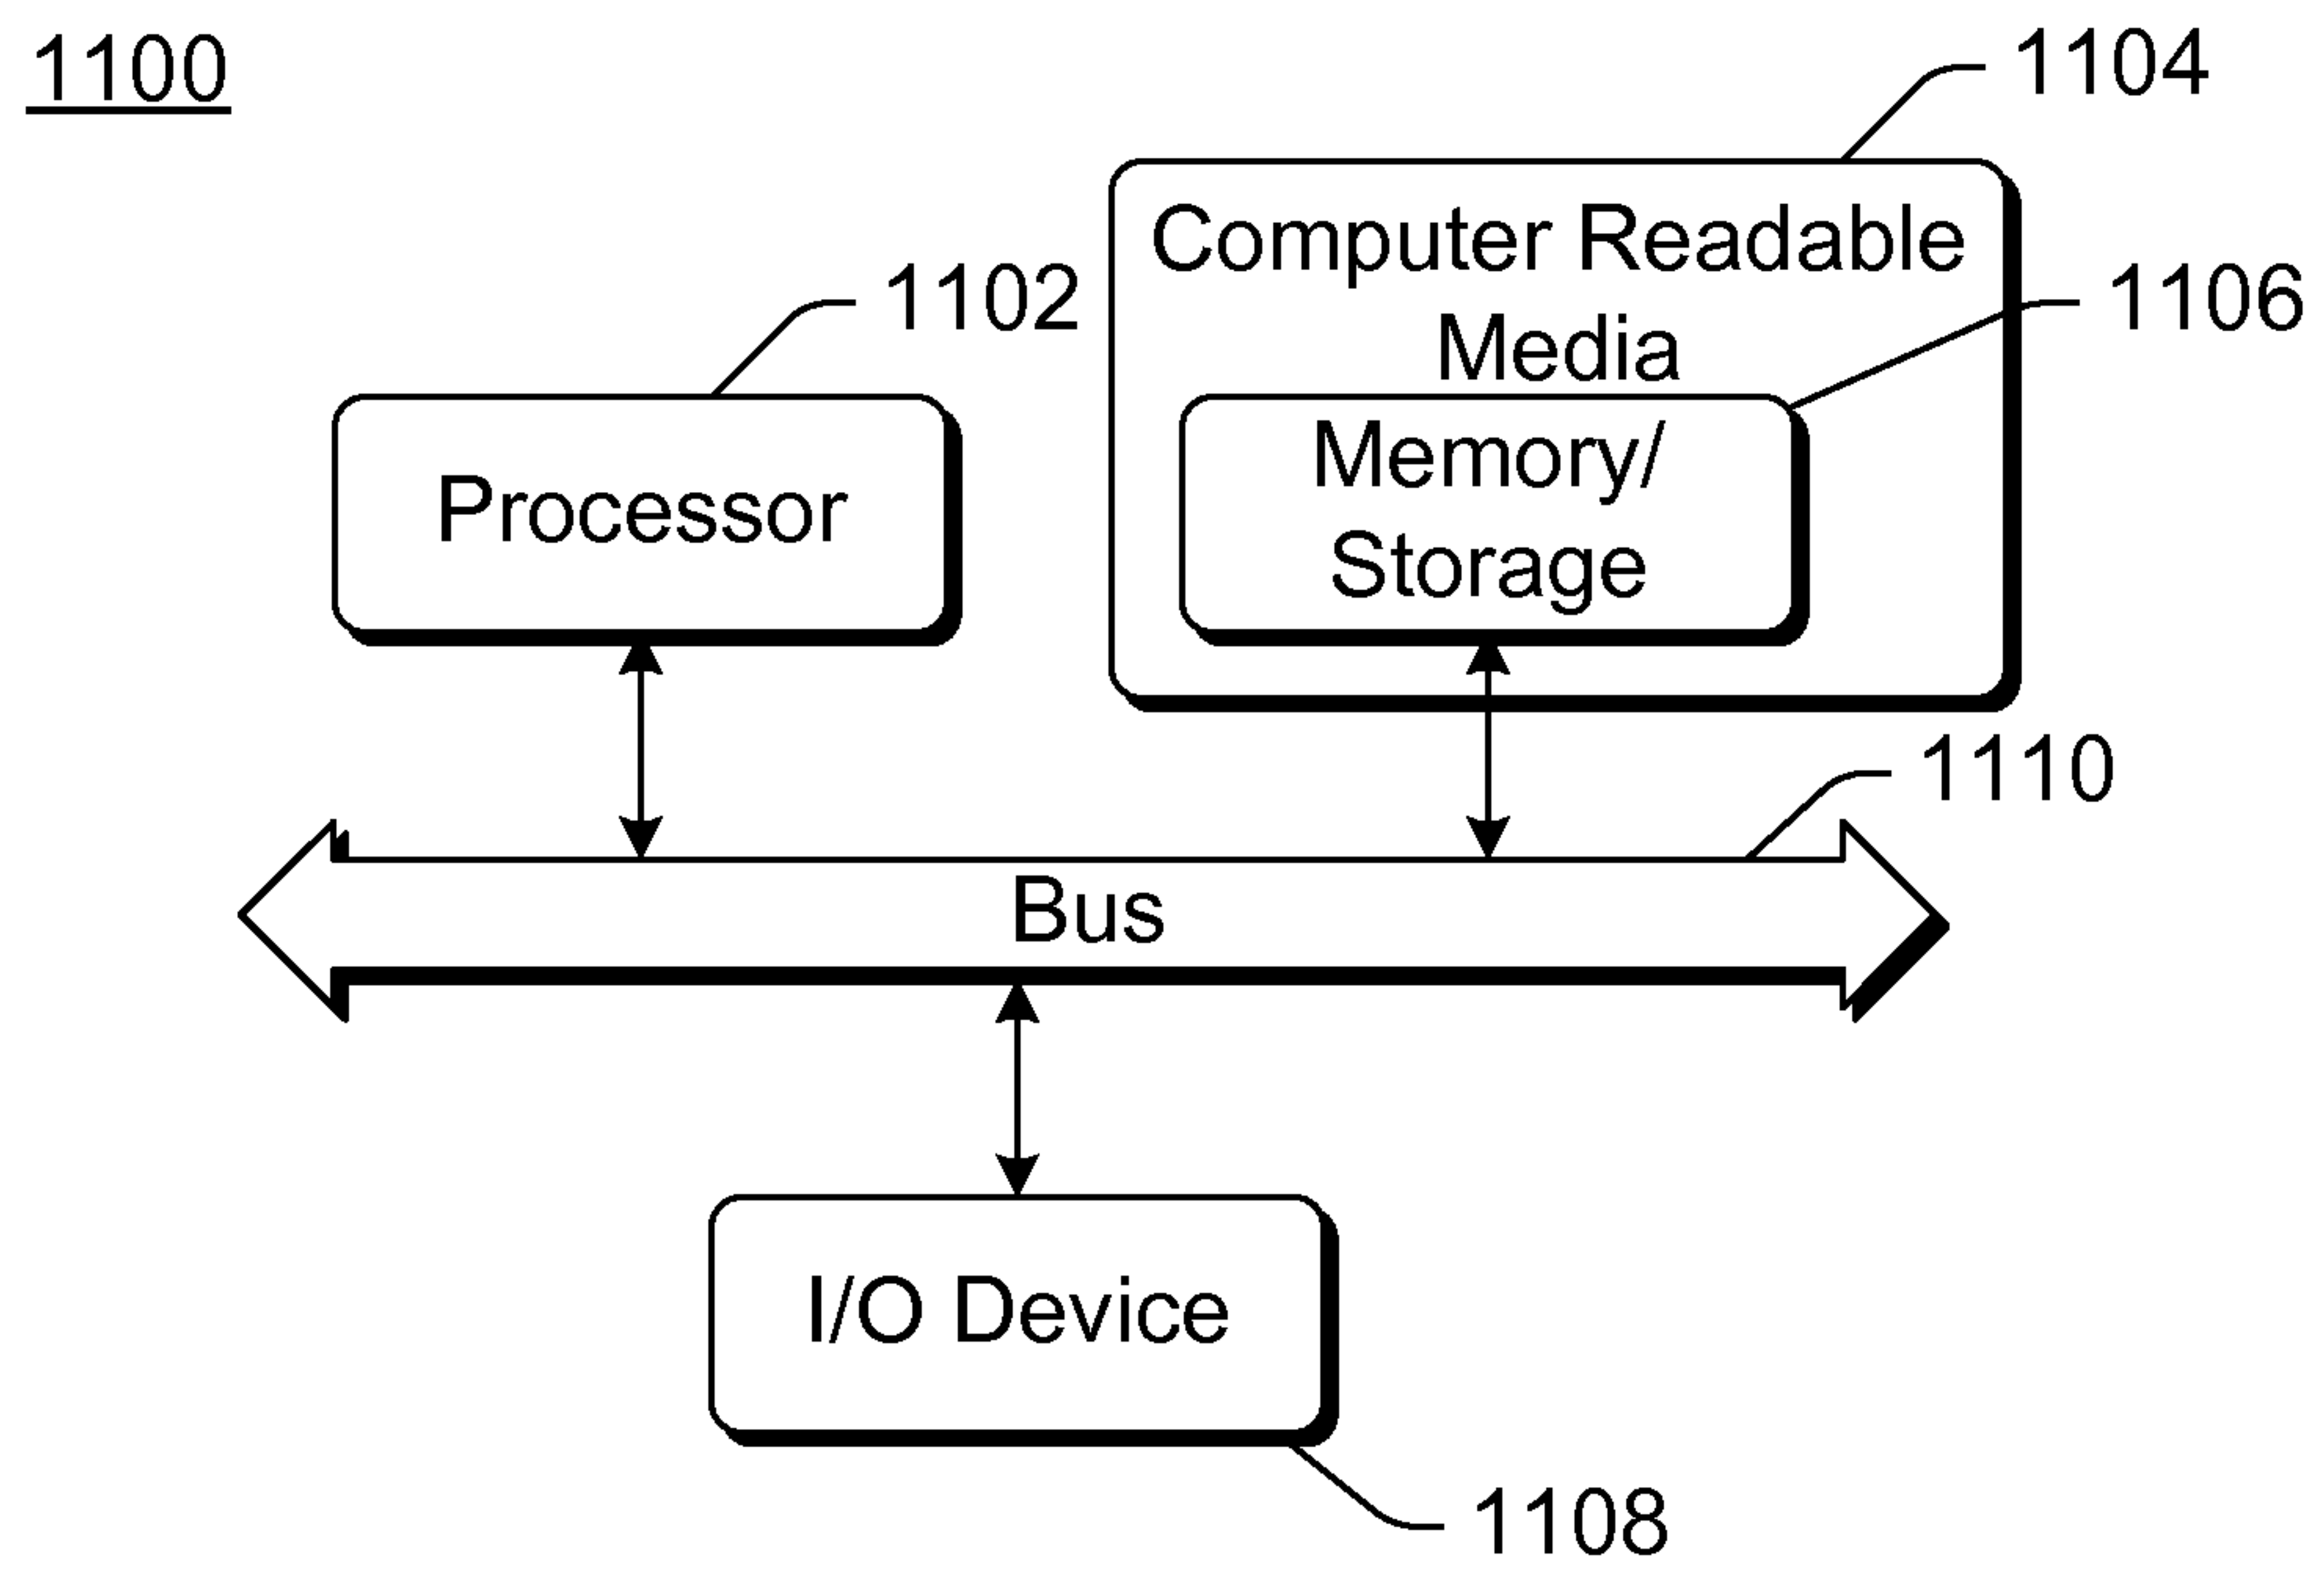 1100
1104
Computer Readable
Media
1102
1106
Processor
Memory/
Storage
1110
Bus
I/O Device
1108